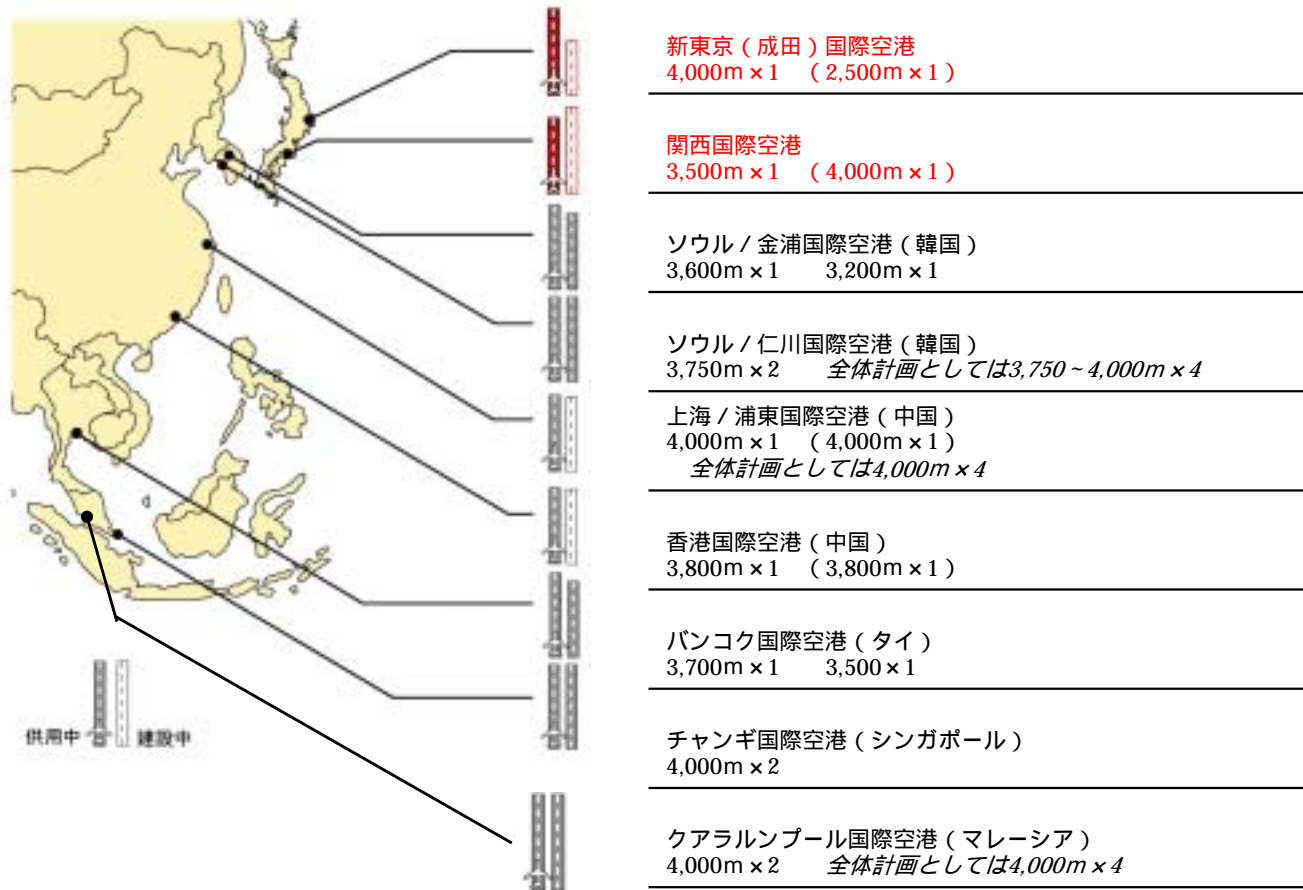 新東京（成田）国際空港
4,000m×1　（2,500m×1）
関西国際空港
3,500m×1　（4,000m×1）
ソウル／金浦国際空港（韓国）
3,600m×1　　3,200m×1
ソウル／仁川国際空港（韓国）
3,750m×2　　全体計画としては3,750～4,000m×4
上海／浦東国際空港（中国）
4,000m×1　（4,000m×1）
全体計画としては4,000m×4
香港国際空港（中国）
3,800m×1　（3,800m×1）
バンコク国際空港（タイ）
3,700m×1　　3,500×1
チャンギ国際空港（シンガポール）
4,000m×2
クアラルンプール国際空港（マレーシア）
4,000m×2　　全体計画としては4,000m×4
供用中　建設中